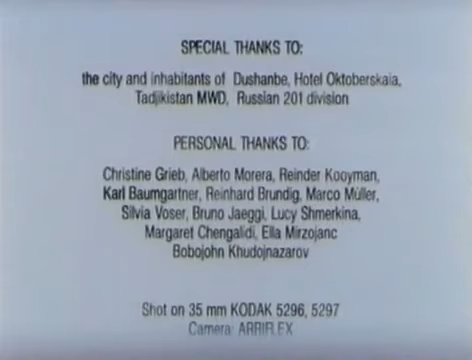 SPECIAL THANKS TO:
the city and inhabitants of Dushanbe, Hotel Oktoberskaia,
Tadjikistan MWD, Russian 201 division
PERSONAL THANKS TO:
Christine Grieb, Alberto Morera, Reinder Kooyman,
Karl Baumgartner, Reinhard Brundig, Marco Müller,
Silvia Voser, Bruno Jaeggi, Lucy Shmerkina,
Margaret Chengalidi, Ella Mirzojanc
Bobojohn Khudojnazarov
Shot on 35 mm KODAK 5296, 5297
Camera: ARRIFLEX